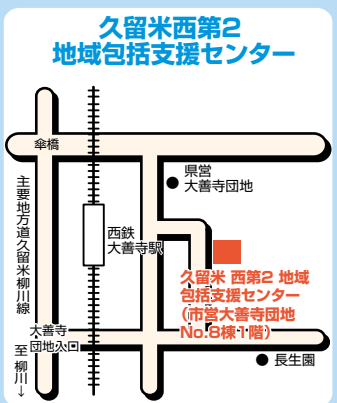 久留米西第2
地域包括支援センター
傘橋
県営
大善寺団地
主要地方道久留米柳川線
西鉄
大善寺駅
久留米 西第2 地域
包括支援センター
(市営大善寺団地
No.8棟1階)
大善寺
団地入口
至 柳川→
長生園